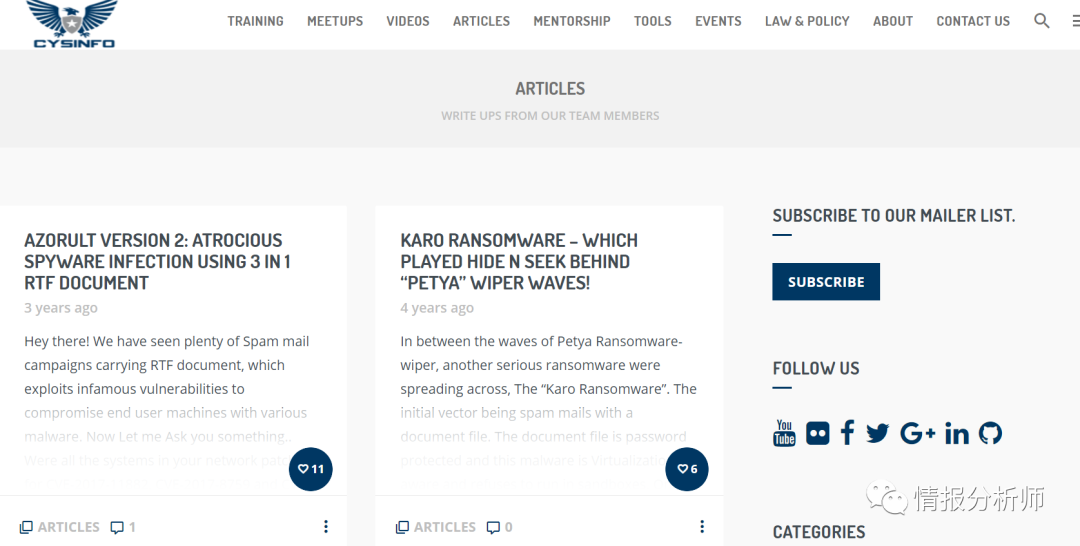 CYSINFO
TRAINING MEETUPS VIDEOS ARTICLES MENTORSHIP TOOLS EVENTS LAW & POLICY ABOUT CONTACT US
ARTICLES
WRITE UPS FROM OUR TEAM MEMBERS
AZORULT VERSION 2: ATROCIOUS
SPYWARE INFECTION USING 3 IN 1
RTF DOCUMENT
3 years ago
Hey there! We have seen plenty of Spam mail
campaigns carrying RTF document, which
exploits infamous vulnerabilities to
compromise end user machines with various
malware. Now Let me Ask you something..
Were all the systems in your network
11
ARTICLES 1
KARO RANSOMWARE – WHICH
PLAYED HIDE N SEEK BEHIND
“PETYA” WIPER WAVES!
4 years ago
In between the waves of Petya Ransomware-
wiper, another serious ransomware were
spreading across, The “Karo Ransomware”. The
initial vector being spam mails with a
document file. The document file is password
protected and this malware is
6
ARTICLES 0
SUBSCRIBE TO OUR MAILER LIST.
SUBSCRIBE
FOLLOW US
You Tube
CATEGORIES
情报分析师